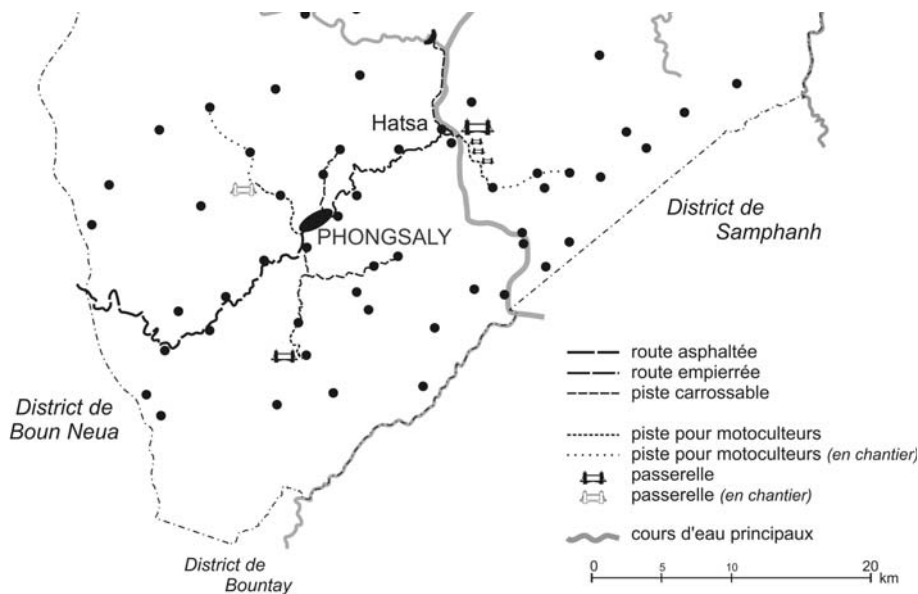 Hatsa
District de
Samphanh
PHONGSALY
District de
Boun Neua
District de
Bountay
route asphaltée
route empierrée
piste carrossable
piste pour motoculteurs
piste pour motoculteurs (en chantier)
passerelle
passerelle (en chantier)
cours d'eau principaux
0 5 10 20
km